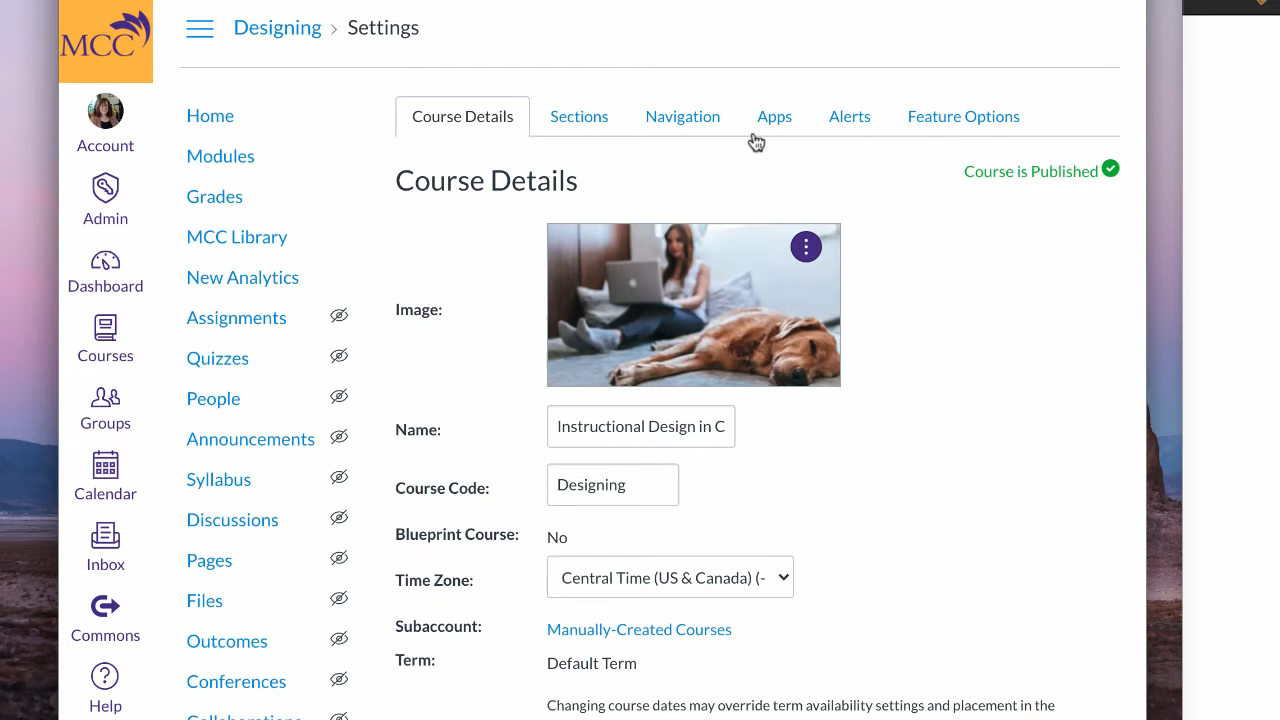 MCC
Designing › Settings
Account
Admin
Dashboard
Courses
Groups
Calendar
Inbox
Commons
Help
Home
Modules
Grades
MCC Library
New Analytics
Assignments
Quizzes
People
Announcements
Syllabus
Discussions
Pages
Files
Outcomes
Conferences
Collaborations
Course Details Sections Navigation Apps Alerts Feature Options
Course Details
Course is Published
Image:
Name: Instructional Design in C
Course Code: Designing
Blueprint Course: No
Time Zone: Central Time (US & Canada) (-
Subaccount: Manually-Created Courses
Term: Default Term
Changing course dates may override term availability settings and placement in the